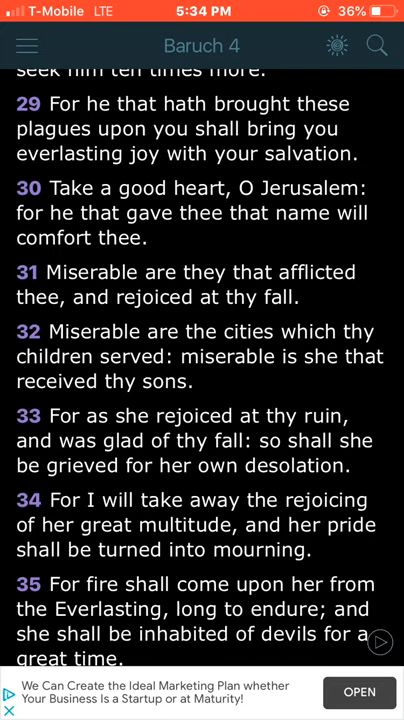 T-Mobile LTE 5:34 PM 36%
Baruch 4
seek him ten times more.
29 For he that hath brought these
plagues upon you shall bring you
everlasting joy with your salvation.
30 Take a good heart, O Jerusalem:
for he that gave thee that name will
comfort thee.
31 Miserable are they that afflicted
thee, and rejoiced at thy fall.
32 Miserable are the cities which thy
children served: miserable is she that
received thy sons.
33 For as she rejoiced at thy ruin,
and was glad of thy fall: so shall she
be grieved for her own desolation.
34 For I will take away the rejoicing
of her great multitude, and her pride
shall be turned into mourning.
35 For fire shall come upon her from
the Everlasting, long to endure; and
she shall be inhabited of devils for a
great time.
We Can Create the Ideal Marketing Plan whether
Your Business Is a Startup or at Maturity!
OPEN